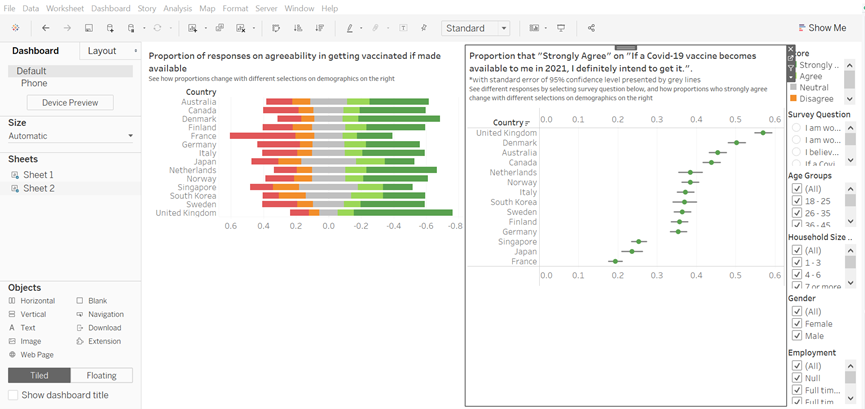 File Data Worksheet Dashboard Story Analysis Map Format Server Window Help
Standard
Show Me
Dashboard Layout
Default
Phone
Device Preview
Size
Automatic
Sheets
Sheet 1
Sheet 2
Objects
Horizontal Blank
Vertical Navigation
Text Download
Image Extension
Web Page
Tiled Floating
Show dashboard title
Proportion of responses on agreeability in getting vaccinated if made
available
See how proportions change with different selections on demographics on the right
Country
Australia
Canada
Denmark
Finland
France
Germany
Italy
Japan
Netherlands
Norway
Singapore
South Korea
Sweden
United Kingdom
0.6 0.4 0.2 0.0 -0.2 -0.4 -0.6 -0.8
Proportion that "Strongly Agree" on "If a Covid-19 vaccine becomes
available to me in 2021, I definitely intend to get it.".
*with standard error of 95% confidence level presented by grey lines
See different responses by selecting survey question below, and how proportions who strongly agree
change with different selections on demographics on the right
0.0 0.1 0.2 0.3 0.4 0.5 0.6
Country
United Kingdom
Denmark
Australia
Canada
Netherlands
Norway
Italy
South Korea
Sweden
Finland
Germany
Singapore
Japan
France
0.0 0.1 0.2 0.3 0.4 0.5 0.6
Strongly ..
Agree
Neutral
Disagree
Survey Question
I am wo...
I am wo...
I believ...
If a Covi...
Age Groups
(All)
18 - 25
26 - 35
36 - 45
Household Size ..
(All)
1 - 3
4 - 6
7 or more
Gender
(All)
Female
Male
Employment
(All)
Null
Full tim...
Full tim...